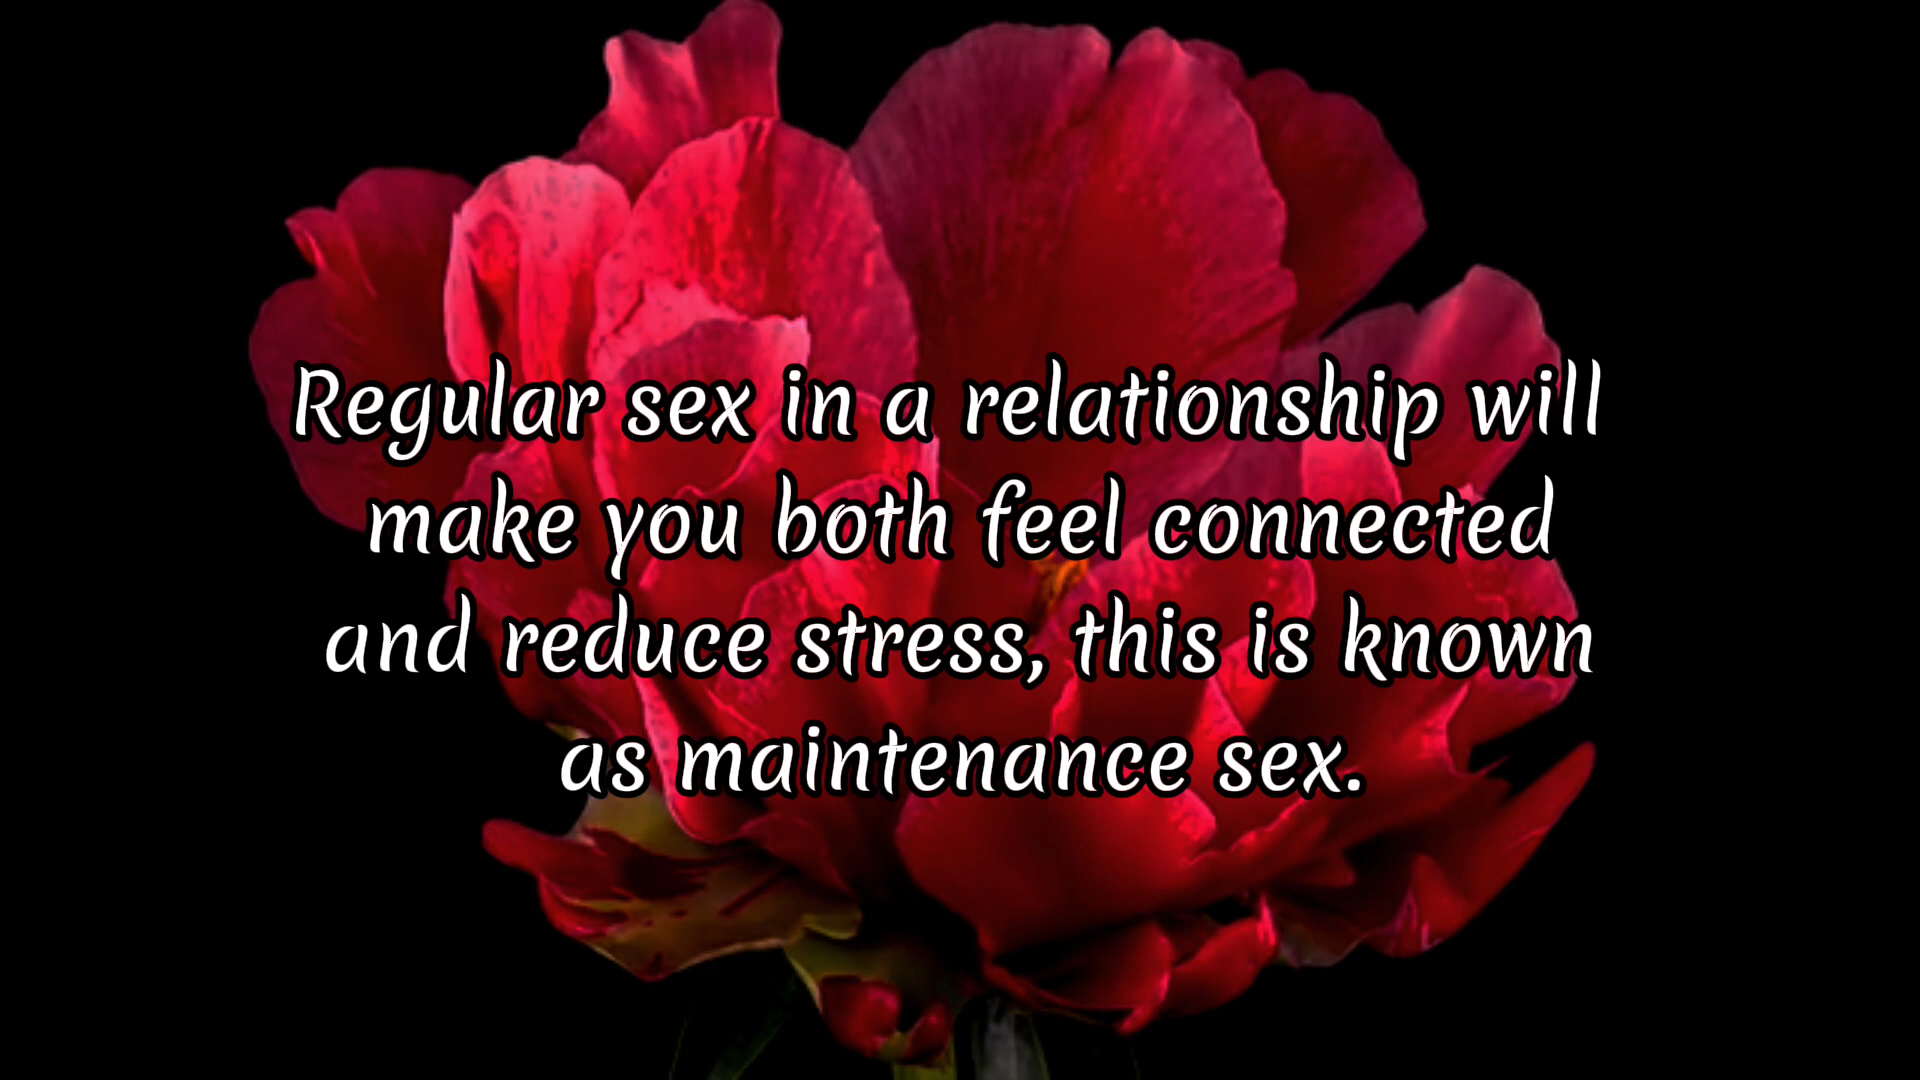 Regular sex in a relationship will
make you both feel connected
and reduce stress, this is known
as maintenance sex.